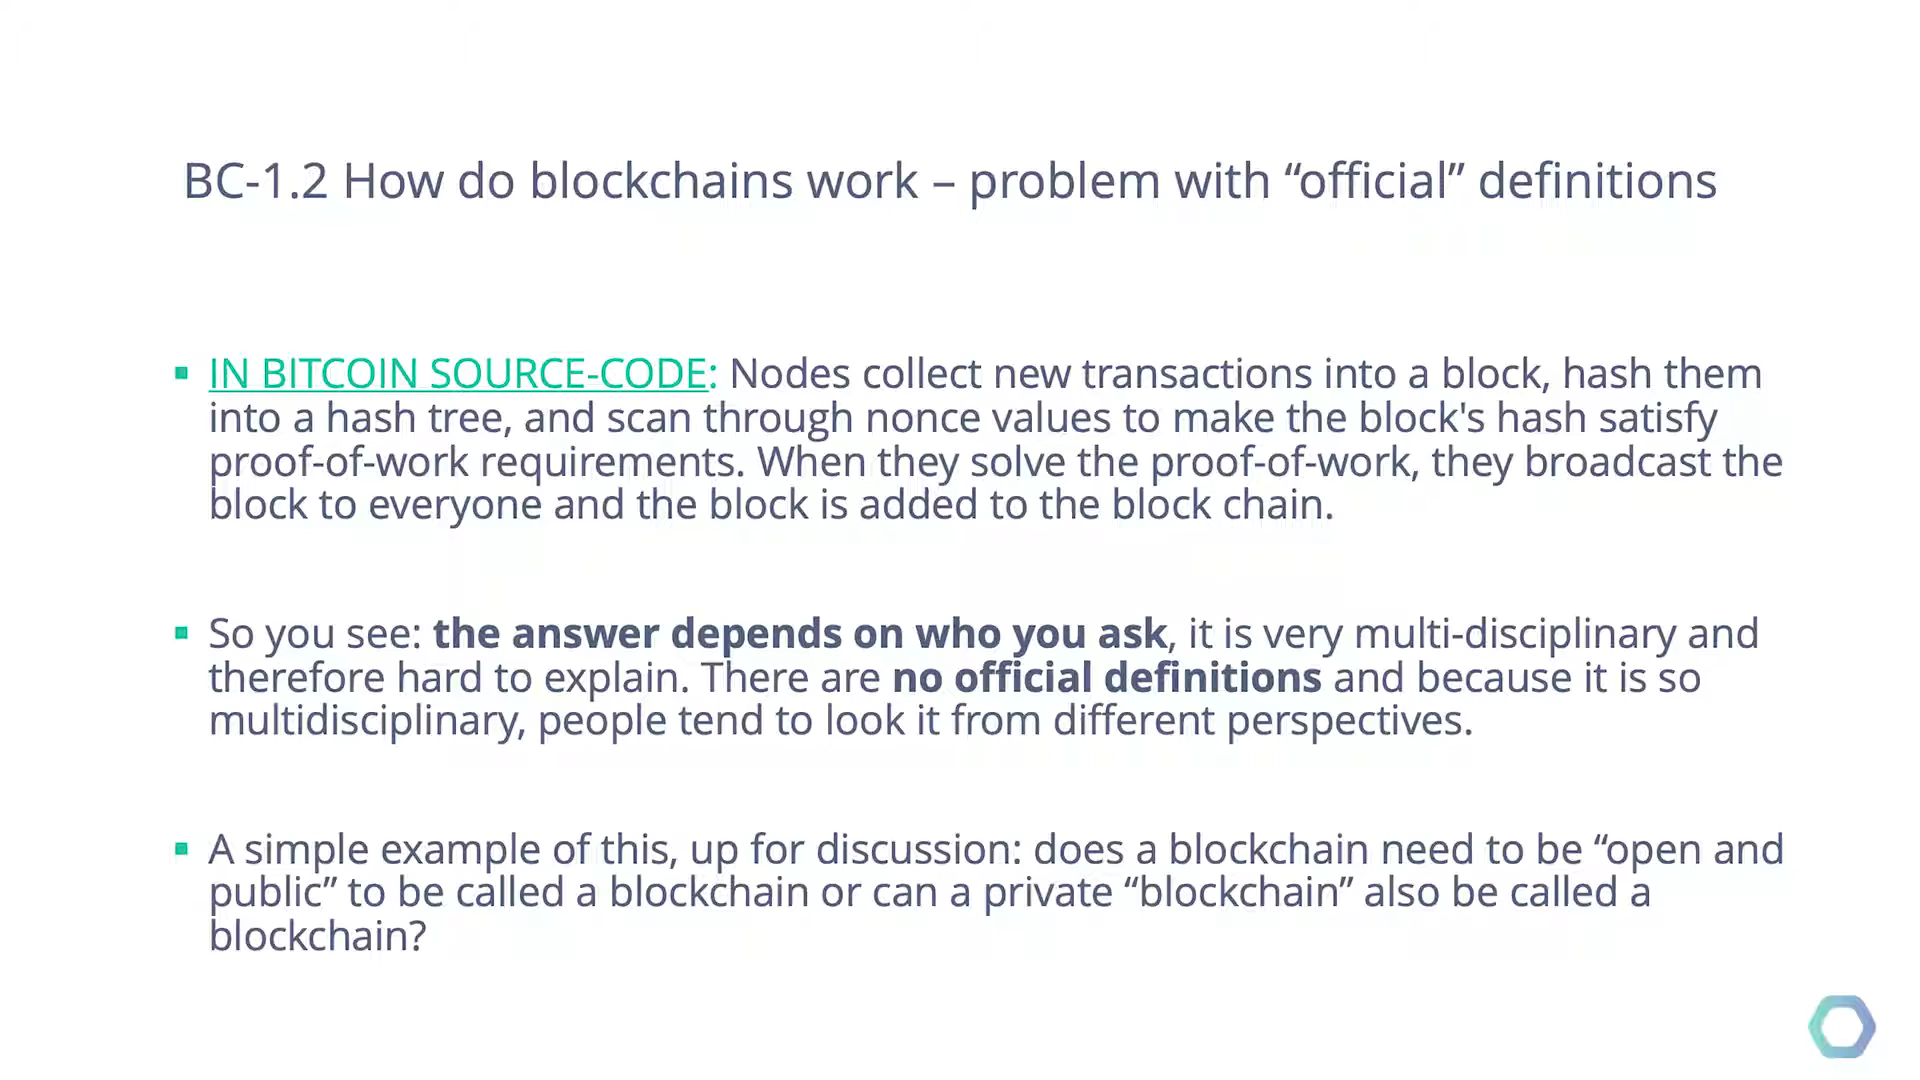 BC-1.2 How do blockchains work – problem with “official” definitions
▪ IN BITCOIN SOURCE-CODE: Nodes collect new transactions into a block, hash them
into a hash tree, and scan through nonce values to make the block's hash satisfy
proof-of-work requirements. When they solve the proof-of-work, they broadcast the
block to everyone and the block is added to the block chain.
▪ So you see: the answer depends on who you ask, it is very multi-disciplinary and
therefore hard to explain. There are no official definitions and because it is so
multidisciplinary, people tend to look it from different perspectives.
▪ A simple example of this, up for discussion: does a blockchain need to be “open and
public” to be called a blockchain or can a private “blockchain” also be called a
blockchain?